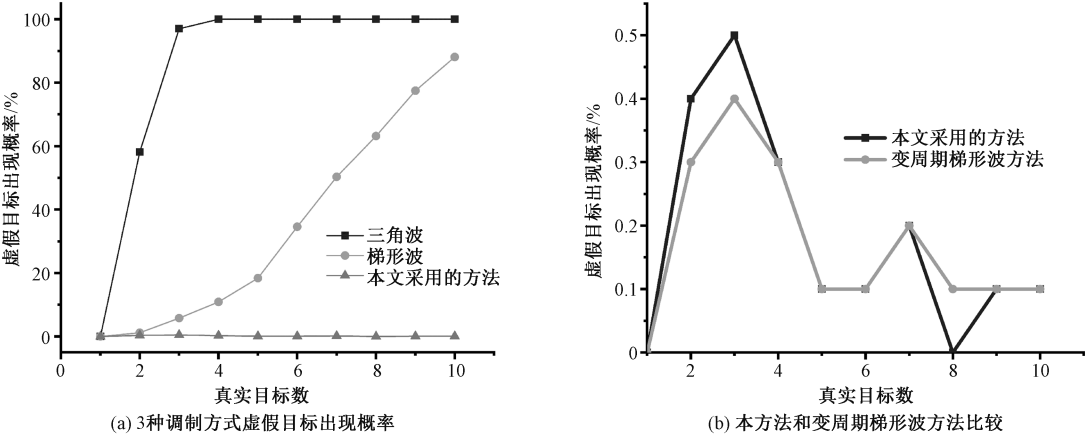 100
80
60
40
20
0
虚假目标出现概率/%
三角波
梯形波
本文采用的方法
0 2 4 6 8 10
真实目标数
(a) 3种调制方式虚假目标出现概率
0.5
0.4
0.3
0.2
0.1
0
虚假目标出现概率/%
本文采用的方法
变周期梯形波方法
2 4 6 8 10
真实目标数
(b) 本方法和变周期梯形波方法比较